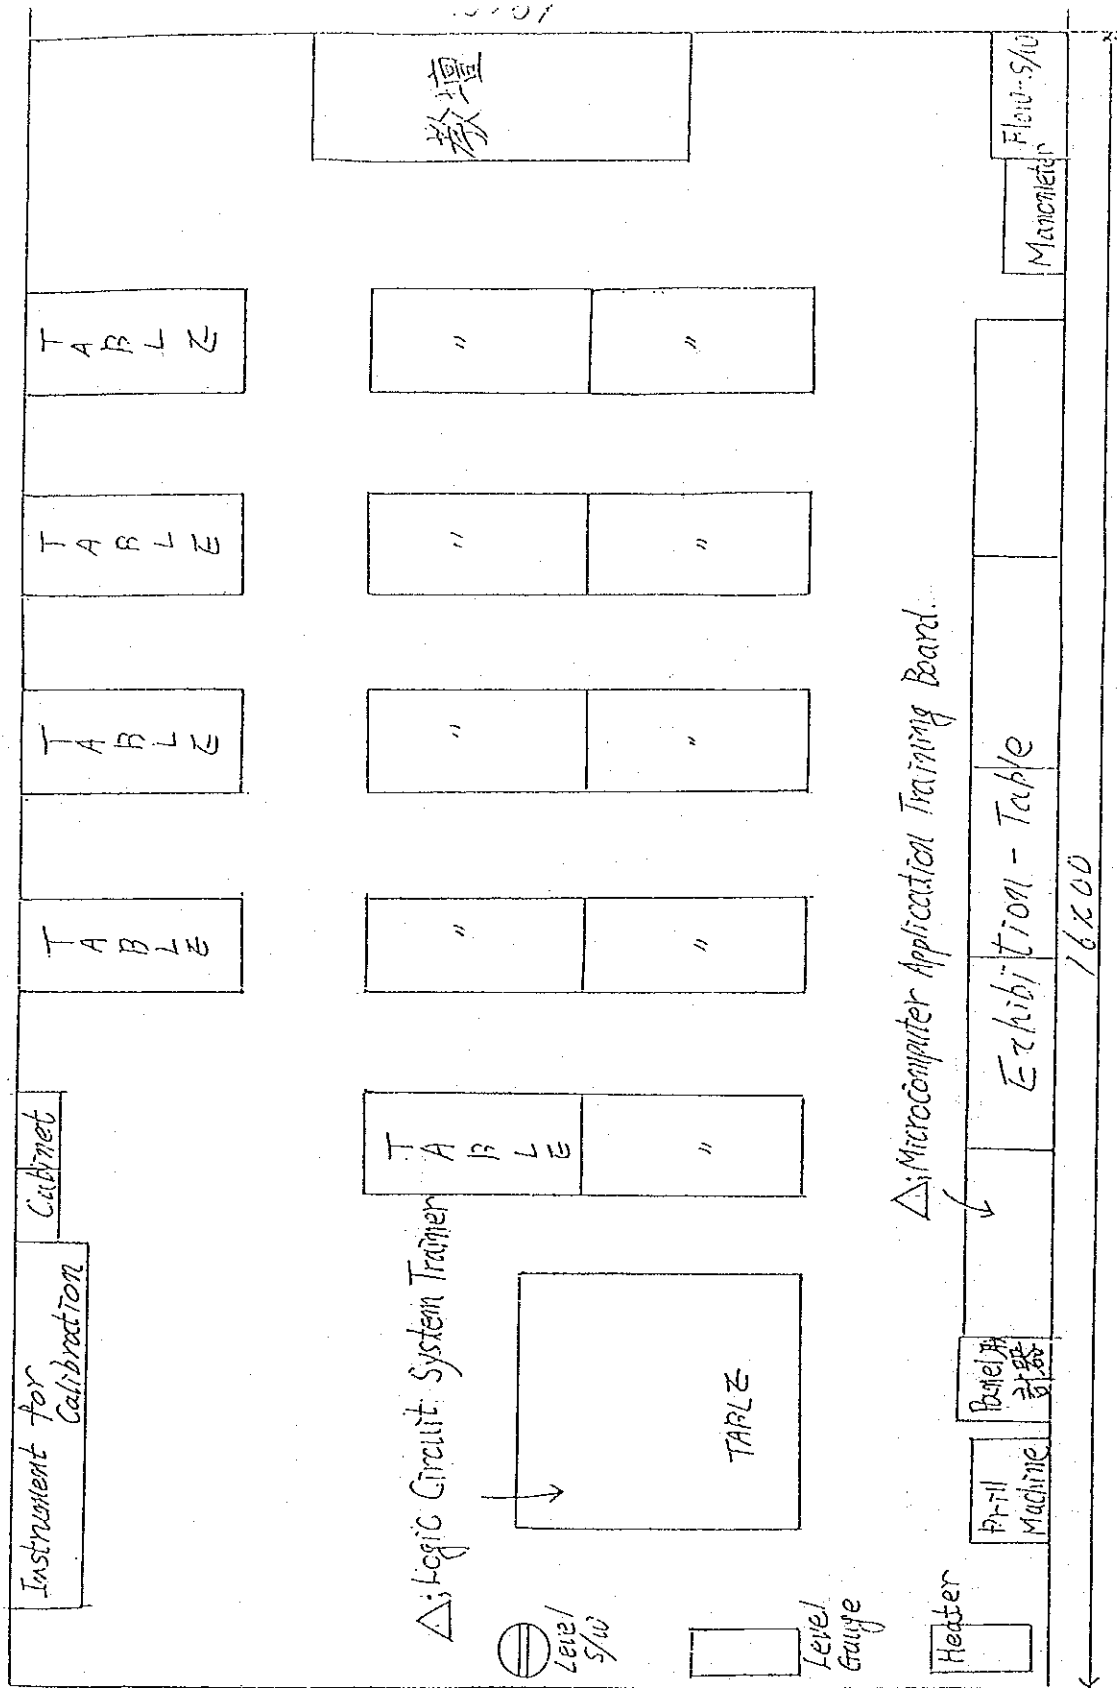 Instrument for
Calibration
Cabinet
TABLE
TABLE
TABLE
TABLE
△; Logic Circuit System Trainer
TABLE
〃
〃
〃
〃
〃
〃
〃
〃
〃
教壇
Level
S/W
TABLE
Level
Gauge
△; Microcomputer Application Training Board.
Heater
Drill
Machine
Panel用
計器
Exhibition - Table
Manometer
Flow-S/W